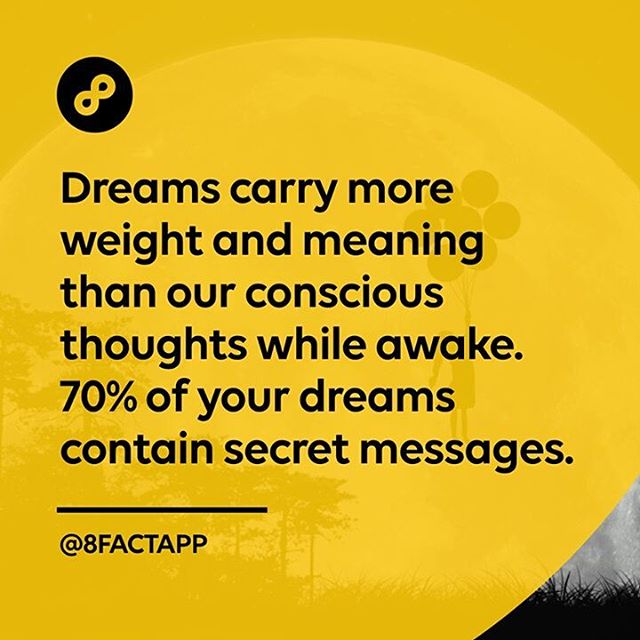 Dreams carry more
weight and meaning
than our conscious
thoughts while awake.
70% of your dreams
contain secret messages.
@8FACTAPP